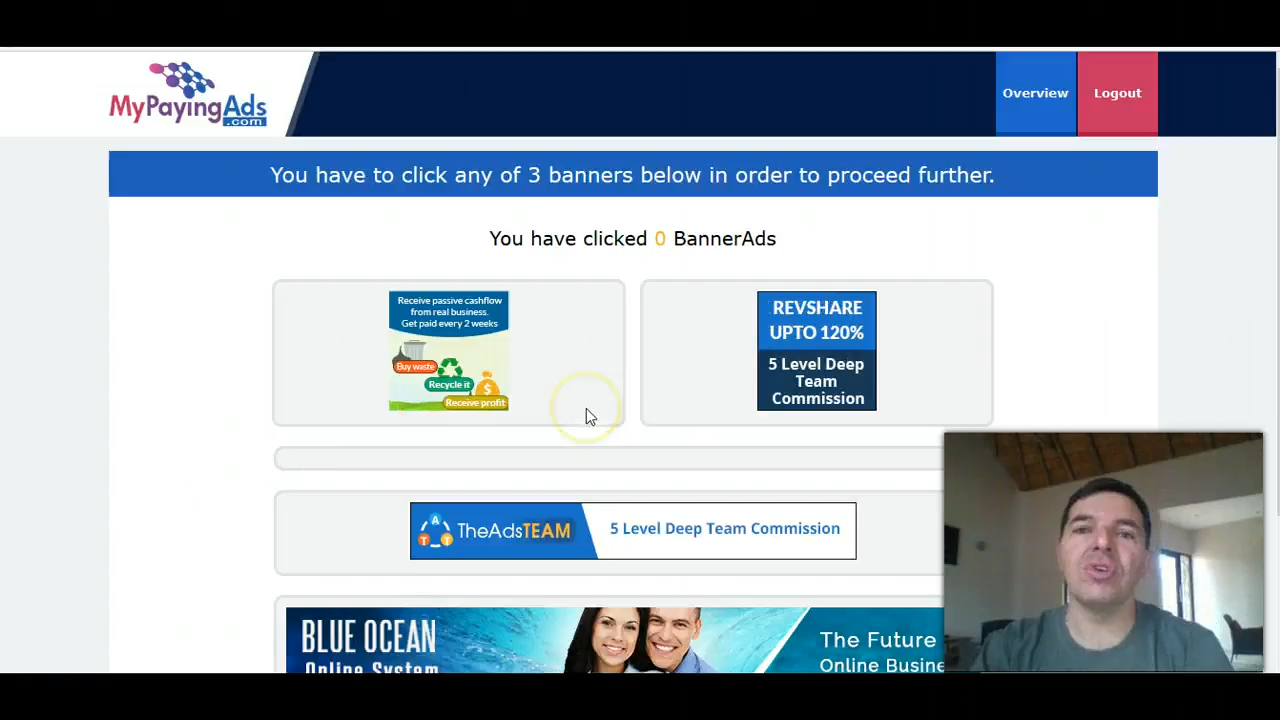 MyPayingAds
.com
Overview
Logout
You have to click any of 3 banners below in order to proceed further.
You have clicked 0 BannerAds
Receive passive cashflow
from real business.
Get paid every 2 weeks
Buy waste
Recycle it
Receive profit
REVSHARE
UPTO 120%
5 Level Deep
Team
Commission
A
T T
TheAdsTEAM
5 Level Deep Team Commission
BLUE OCEAN
Online System
The Future
Online Busine